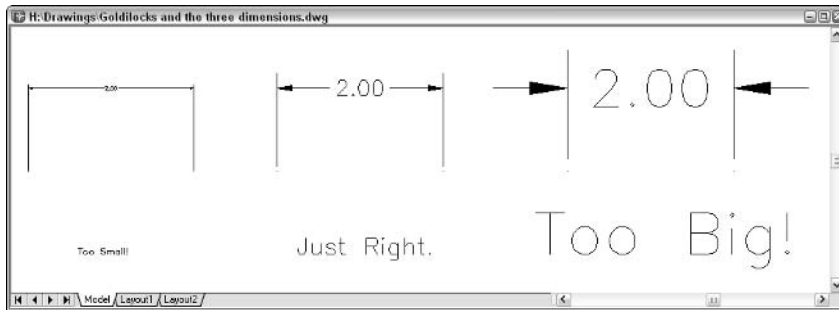 H:\Drawings\Goldilocks and the three dimensions.dwg
2.00 2.00 2.00
Too Small! Just Right. Too Big!
Model Layout1 Layout2